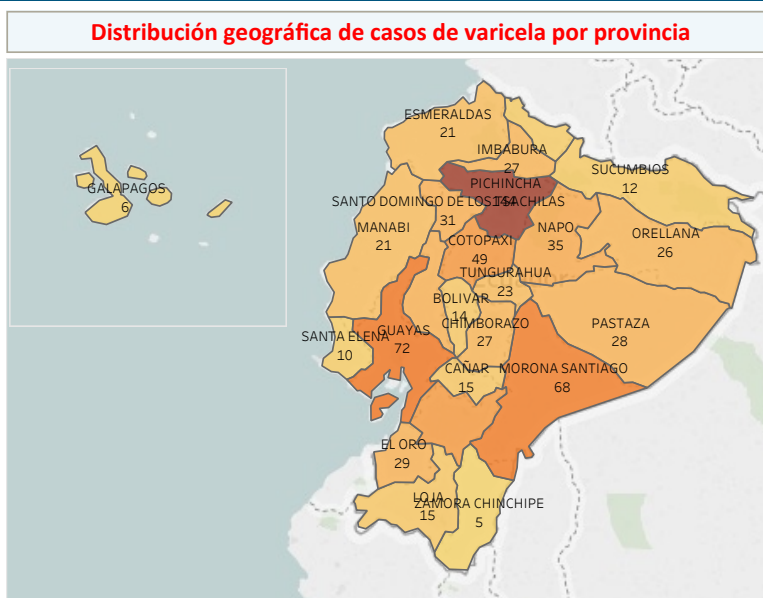 Distribución geográfica de casos de varicela por provincia
ESMERALDAS
21
IMBABURA
27
SUCUMBIOS
12
GALAPAGOS
6
PICHINCHA
144
SANTO DOMINGO DE LOS TSACHILAS
31
MANABI
21
NAPO
35
ORELLANA
26
COTOPAXI
49
TUNGURAHUA
23
BOLIVAR
14
CHIMBORAZO
27
PASTAZA
28
SANTA ELENA
10
GUAYAS
72
CAÑAR
15
MORONA SANTIAGO
68
EL ORO
29
LOJA
15
ZAMORA CHINCHIPE
5